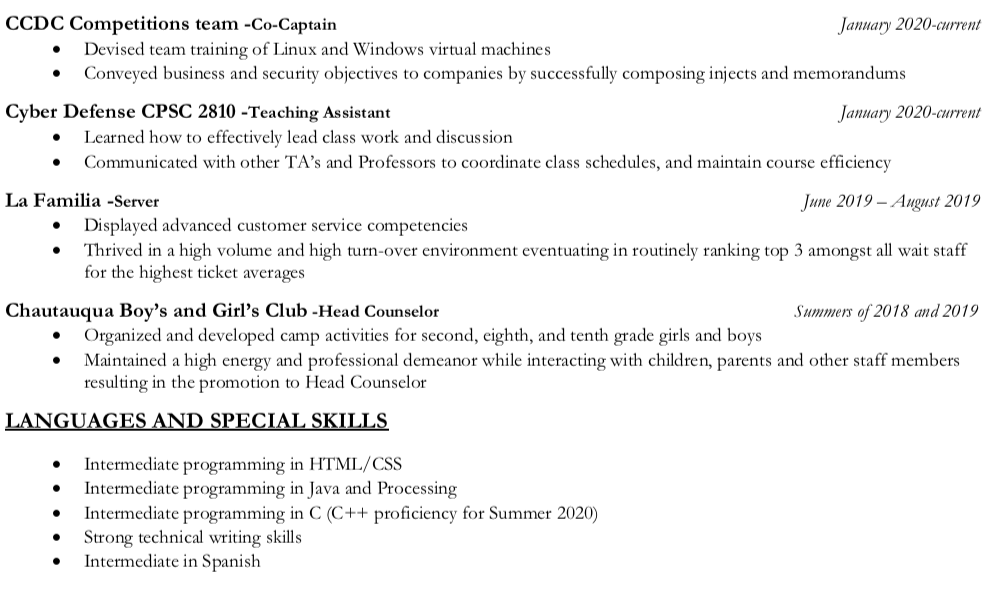 CCDC Competitions team -Co-Captain January 2020-current
• Devised team training of Linux and Windows virtual machines
• Conveyed business and security objectives to companies by successfully composing injects and memorandums
Cyber Defense CPSC 2810 -Teaching Assistant January 2020-current
• Learned how to effectively lead class work and discussion
• Communicated with other TA's and Professors to coordinate class schedules, and maintain course efficiency
La Familia -Server June 2019 – August 2019
• Displayed advanced customer service competencies
• Thrived in a high volume and high turn-over environment eventuating in routinely ranking top 3 amongst all wait staff
for the highest ticket averages
Chautauqua Boy's and Girl's Club -Head Counselor Summers of 2018 and 2019
• Organized and developed camp activities for second, eighth, and tenth grade girls and boys
• Maintained a high energy and professional demeanor while interacting with children, parents and other staff members
resulting in the promotion to Head Counselor
LANGUAGES AND SPECIAL SKILLS
• Intermediate programming in HTML/CSS
• Intermediate programming in Java and Processing
• Intermediate programming in C (C++ proficiency for Summer 2020)
• Strong technical writing skills
• Intermediate in Spanish